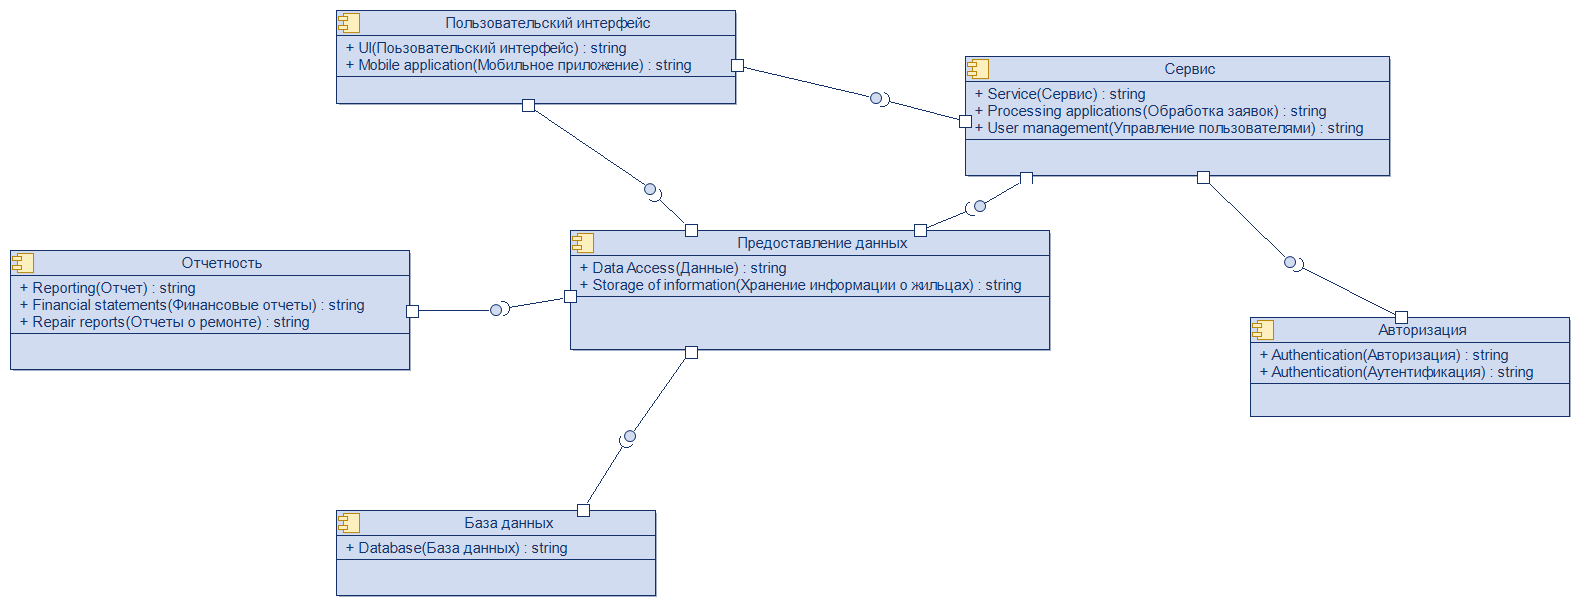 Пользовательский интерфейс
+ UI(Поьзовательский интерфейс) : string
+ Mobile application(Мобильное приложение) : string
Сервис
+ Service(Сервис) : string
+ Processing applications(Обработка заявок) : string
+ User management(Управление пользователями) : string
Предоставление данных
+ Data Access(Данные) : string
+ Storage of information(Хранение информации о жильцах) : string
Отчетность
+ Reporting(Отчет) : string
+ Financial statements(Финансовые отчеты) : string
+ Repair reports(Отчеты о ремонте) : string
Авторизация
+ Authentication(Авторизация) : string
+ Authentication(Аутентификация) : string
База данных
+ Database(База данных) : string